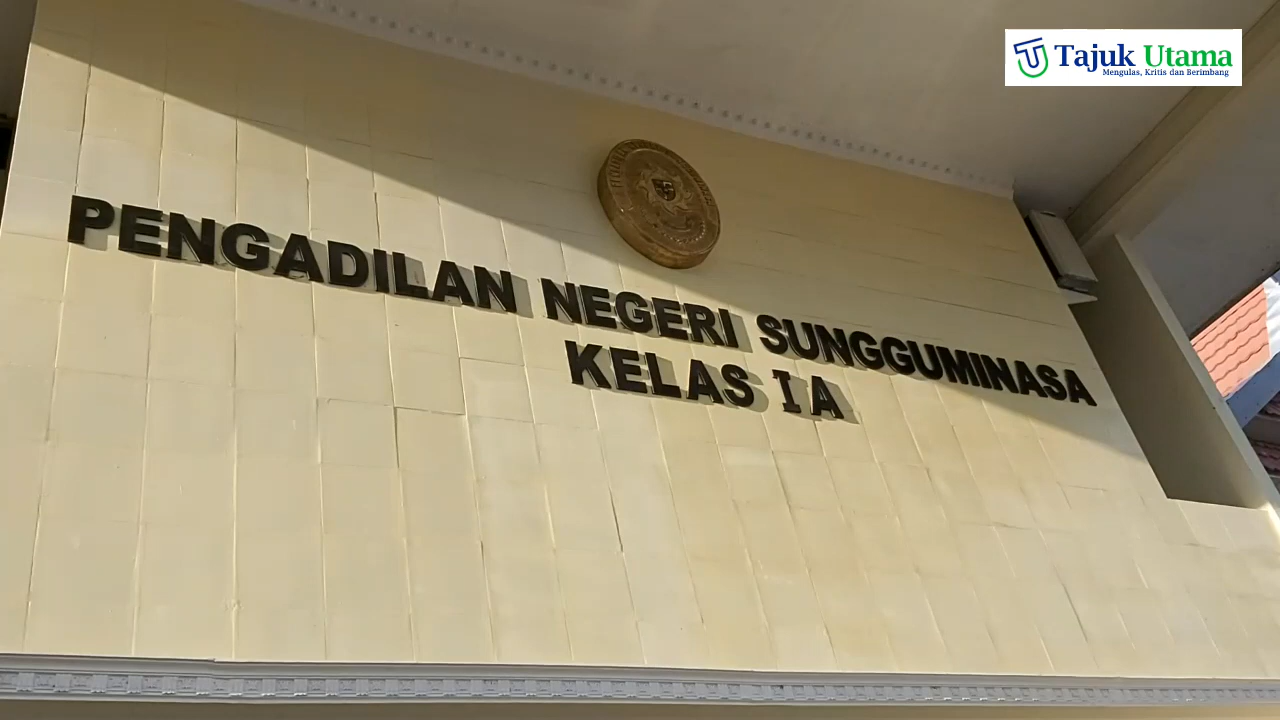 Tajuk Utama
Mengulas, Kritis dan Berimbang
PENGADILAN NEGERI SUNGGUMINASA
KELAS IA